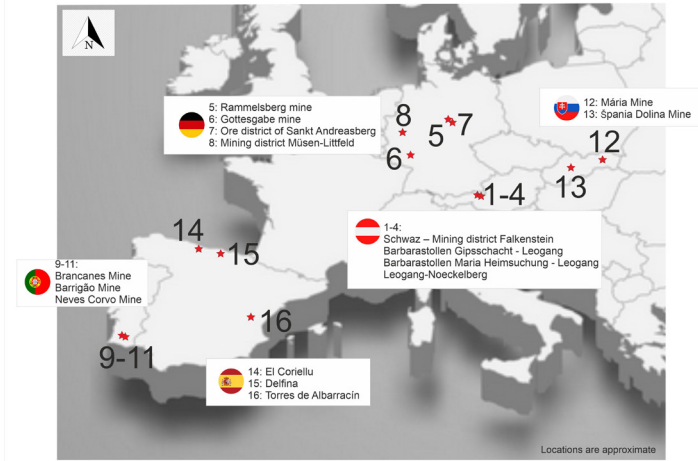 N
5: Rammelsberg mine
6: Gottesgabe mine
7: Ore district of Sankt Andreasberg
8: Mining district Müsen-Littfeld
8
5
7
6
12: Mária Mine
13: Špania Dolina Mine
12
13
1-4
1-4:
Schwaz – Mining district Falkenstein
Barbarastollen Gipsschacht - Leogang
Barbarastollen Maria Heimsuchung - Leogang
Leogang-Noeckelberg
14
15
9-11:
Brancanes Mine
Barrigão Mine
Neves Corvo Mine
16
9-11
14: El Coriellu
15: Delfina
16: Torres de Albarracín
Locations are approximate